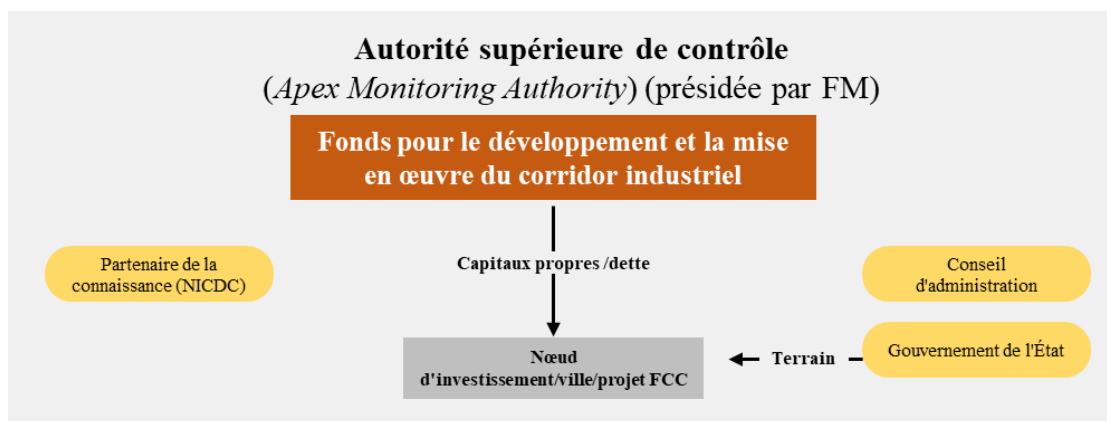 Autorité supérieure de contrôle
(Apex Monitoring Authority) (présidée par FM)
Fonds pour le développement et la mise
en œuvre du corridor industriel
Capitaux propres /dette
Partenaire de la
connaissance (NICDC)
Conseil
d'administration
Nœud
d'investissement/ville/projet FCC
Terrain
Gouvernement de l'État